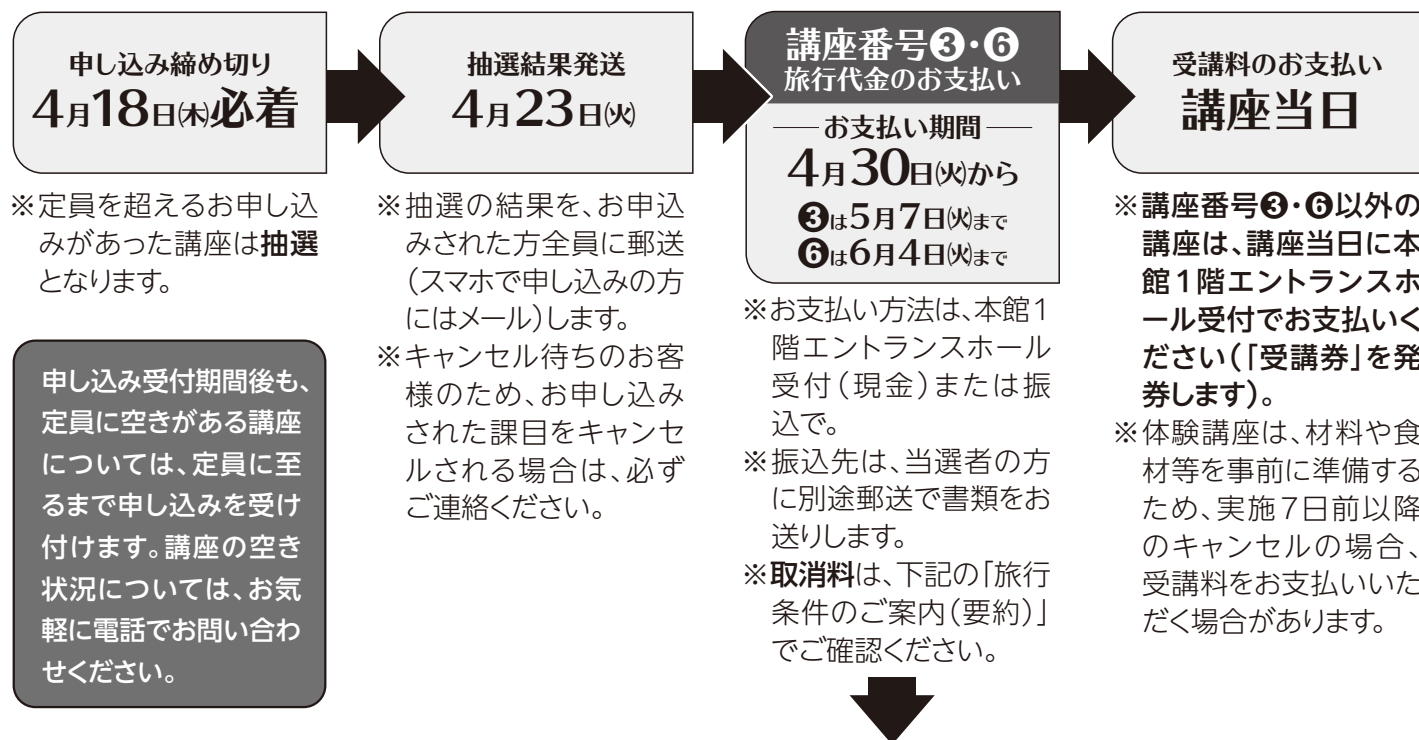 申し込み締め切り
4月18日㈭必着
※定員を超えるお申し込
みがあった講座は抽選
となります。
申し込み受付期間後も、
定員に空きがある講座
については、定員に至
るまで申し込みを受け
付けます。講座の空き
状況については、お気
軽に電話でお問い合わ
せください。
抽選結果発送
4月23日㈫
※抽選の結果を、お申込
みされた方全員に郵送
（スマホで申し込みの方
にはメール）します。
※キャンセル待ちのお客
様のため、お申し込み
された課目をキャンセ
ルされる場合は、必ず
ご連絡ください。
講座番号❸・❻
旅行代金のお支払い
お支払い期間
4月30日㈫から
❸は5月7日㈫まで
❻は6月4日㈫まで
※お支払い方法は、本館1
階エントランスホール
受付（現金）または振
込で。
※振込先は、当選者の方
に別途郵送で書類をお
送りします。
※取消料は、下記の「旅行
条件のご案内（要約）」
でご確認ください。
受講料のお支払い
講座当日
※講座番号❸・❻以外の
講座は、講座当日に本
館1階エントランスホ
ール受付でお支払いく
ださい（「受講券」を発
券します）。
※体験講座は、材料や食
材等を事前に準備する
ため、実施7日前以降
のキャンセルの場合、
受講料をお支払いいた
だく場合があります。